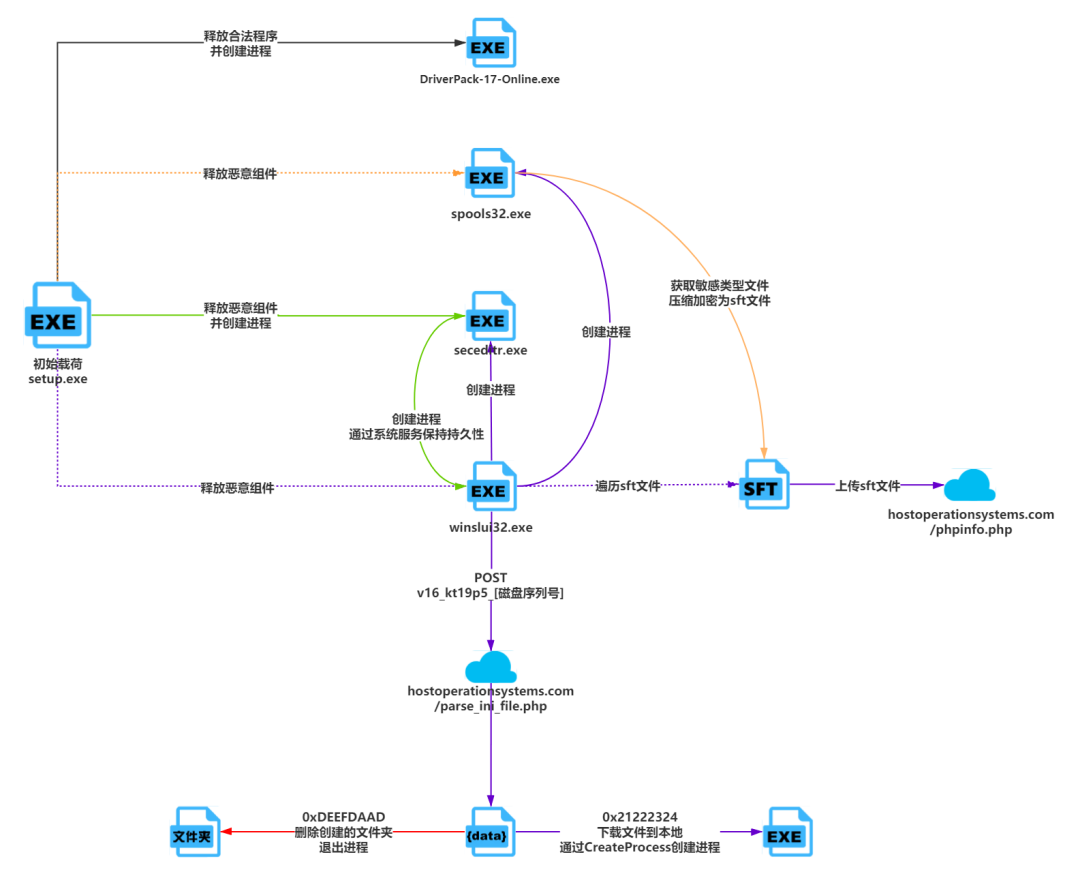 释放合法程序
并创建进程
EXE
DriverPack-17-Online.exe
释放恶意组件
EXE
spools32.exe
获取敏感类型文件
压缩加密为sft文件
释放恶意组件
并创建进程
EXE
EXE
创建进程
seceditr.exe
初始载荷
setup.exe
创建进程
创建进程
通过系统服务保持持久性
释放恶意组件
EXE
遍历sft文件
SFT
上传sft文件
winslui32.exe
hostoperationsystems.com
/phpinfo.php
POST
v16_kt19p5_[磁盘序列号]
hostoperationsystems.com
/parse_ini_file.php
0xDEEFDAAD
删除创建的文件夹
退出进程
文件夹
{data}
0x21222324
下载文件到本地
通过CreateProcess创建进程
EXE